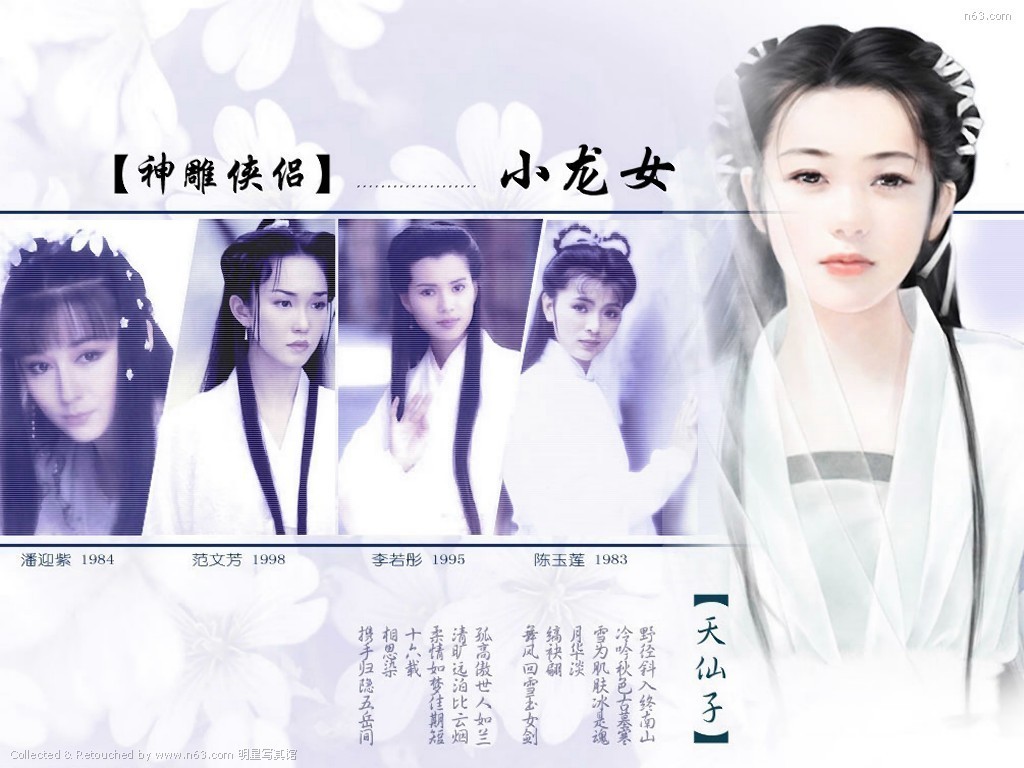 n63.com
【神雕侠侣】 .................... 小龙女
潘迎紫 1984
范文芳 1998
李若彤 1995
陈玉莲 1983
【天仙子】
野径斜入终南山
冷吟秋色古墓寒
雪为肌肤冰是魂
月华淡
缟袂翩
舞风回雪玉女剑
孤高傲世人如兰
清旷远泊比云烟
柔情如梦佳期短
十六载
相思染
携手归隐五岳间
Collected & Retouched by www.n63.com 明星写真馆